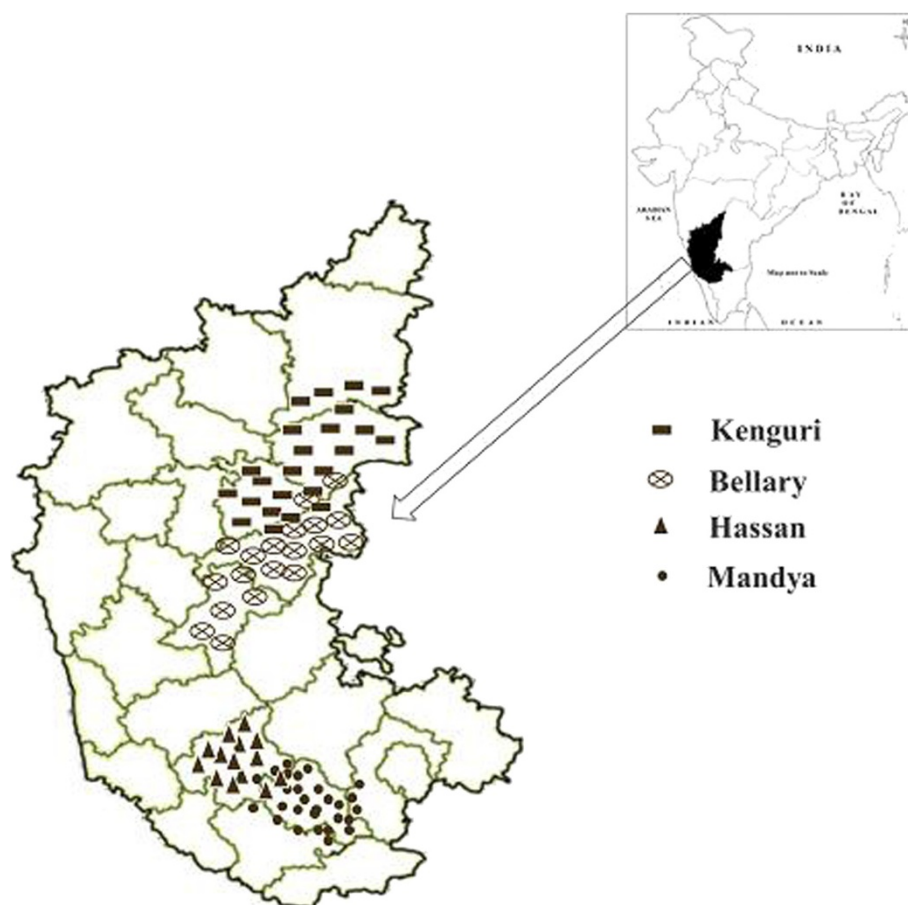 INDIA
ARABIAN
SEA
BAY
OF
BENGAL
Map not to Scale
INDIAN OCEAN
Kenguri
Bellary
Hassan
Mandya